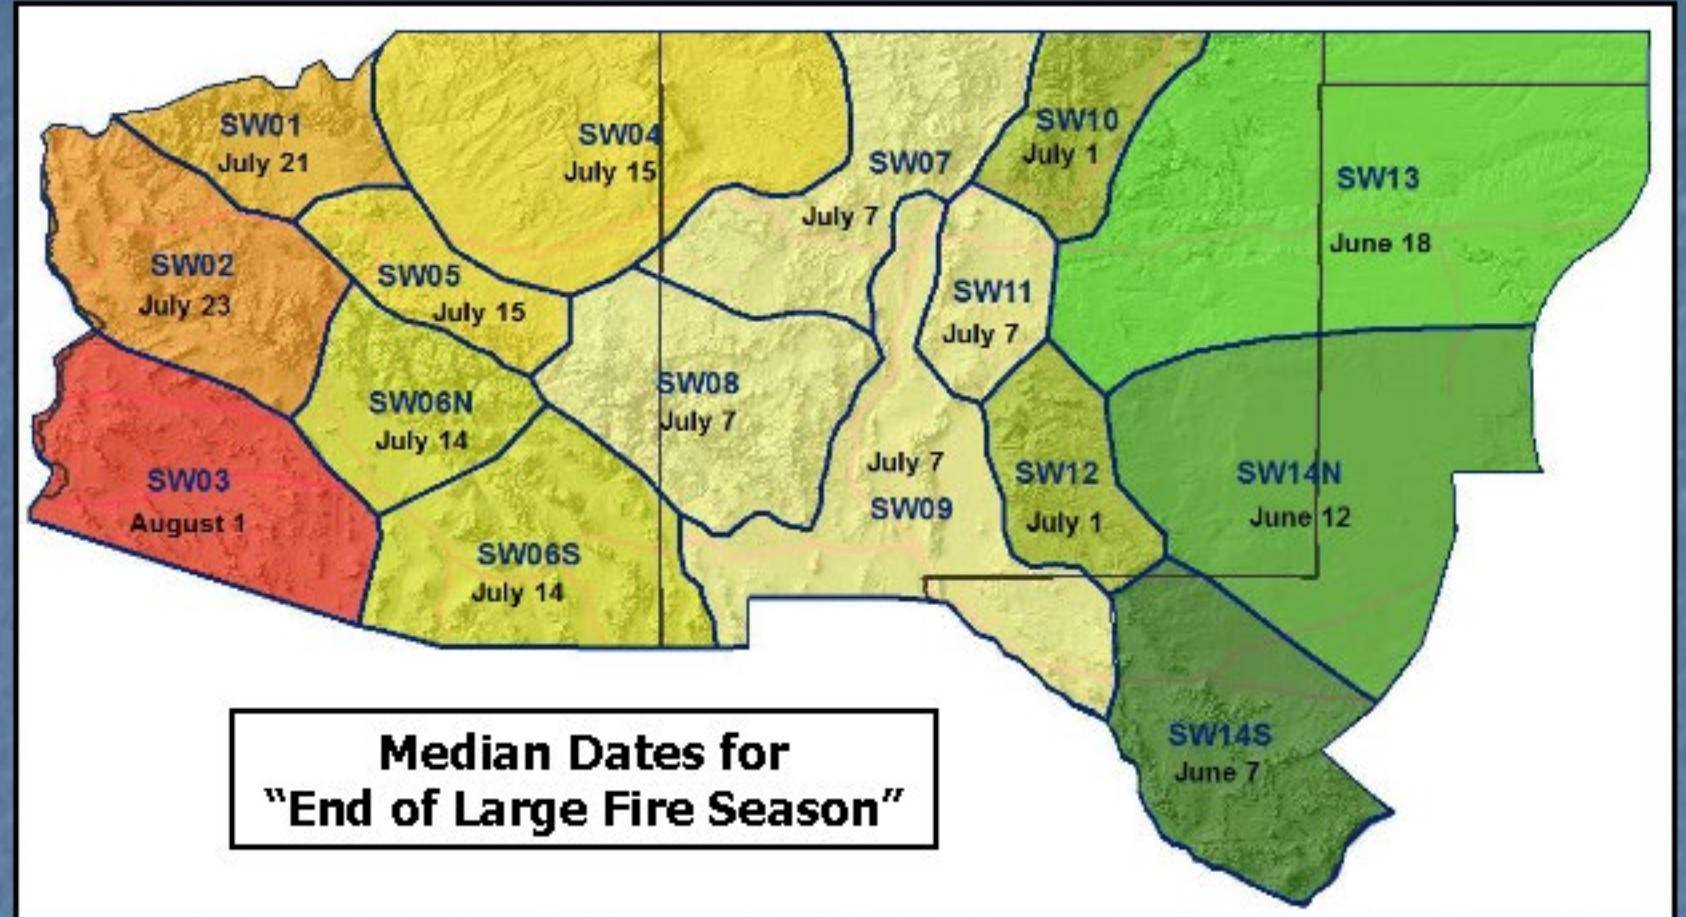 SW01
July 21
SW02
July 23
SW03
August 1
SW04
July 15
SW05
July 15
SW06N
July 14
SW06S
July 14
SW07
July 7
SW08
July 7
July 7
SW09
SW10
July 1
SW11
July 7
SW12
July 1
SW13
June 18
SW14N
June 12
SW14S
June 7
Median Dates for
“End of Large Fire Season”